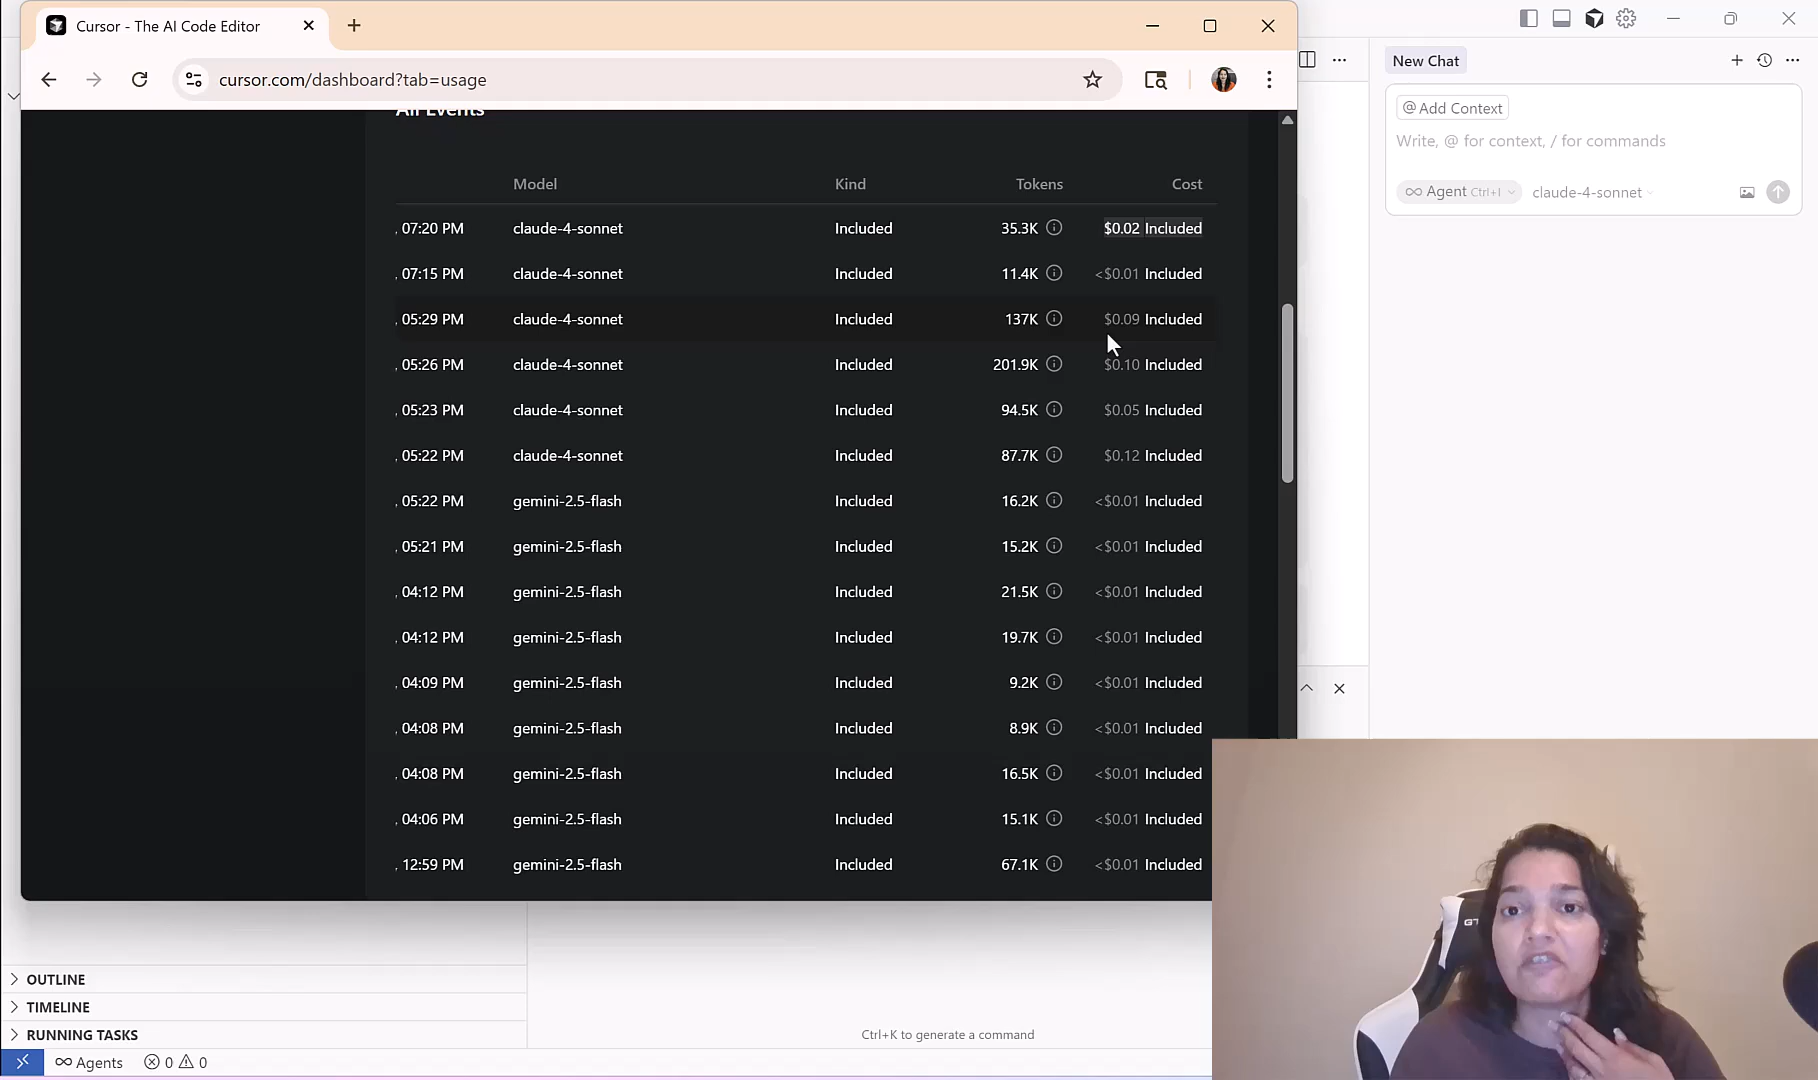 Cursor - The AI Code Editor
cursor.com/dashboard?tab=usage
All Events
Model Kind Tokens Cost
, 07:20 PM claude-4-sonnet Included 35.3K $0.02 Included
, 07:15 PM claude-4-sonnet Included 11.4K <$0.01 Included
, 05:29 PM claude-4-sonnet Included 137K $0.09 Included
, 05:26 PM claude-4-sonnet Included 201.9K $0.10 Included
, 05:23 PM claude-4-sonnet Included 94.5K $0.05 Included
, 05:22 PM claude-4-sonnet Included 87.7K $0.12 Included
, 05:22 PM gemini-2.5-flash Included 16.2K <$0.01 Included
, 05:21 PM gemini-2.5-flash Included 15.2K <$0.01 Included
, 04:12 PM gemini-2.5-flash Included 21.5K <$0.01 Included
, 04:12 PM gemini-2.5-flash Included 19.7K <$0.01 Included
, 04:09 PM gemini-2.5-flash Included 9.2K <$0.01 Included
, 04:08 PM gemini-2.5-flash Included 8.9K <$0.01 Included
, 04:08 PM gemini-2.5-flash Included 16.5K <$0.01 Included
, 04:06 PM gemini-2.5-flash Included 15.1K <$0.01 Included
, 12:59 PM gemini-2.5-flash Included 67.1K <$0.01 Included
New Chat
@ Add Context
Write, @ for context, / for commands
Agent Ctrl+I claude-4-sonnet
OUTLINE
TIMELINE
RUNNING TASKS
Ctrl+K to generate a command
Agents 0 0